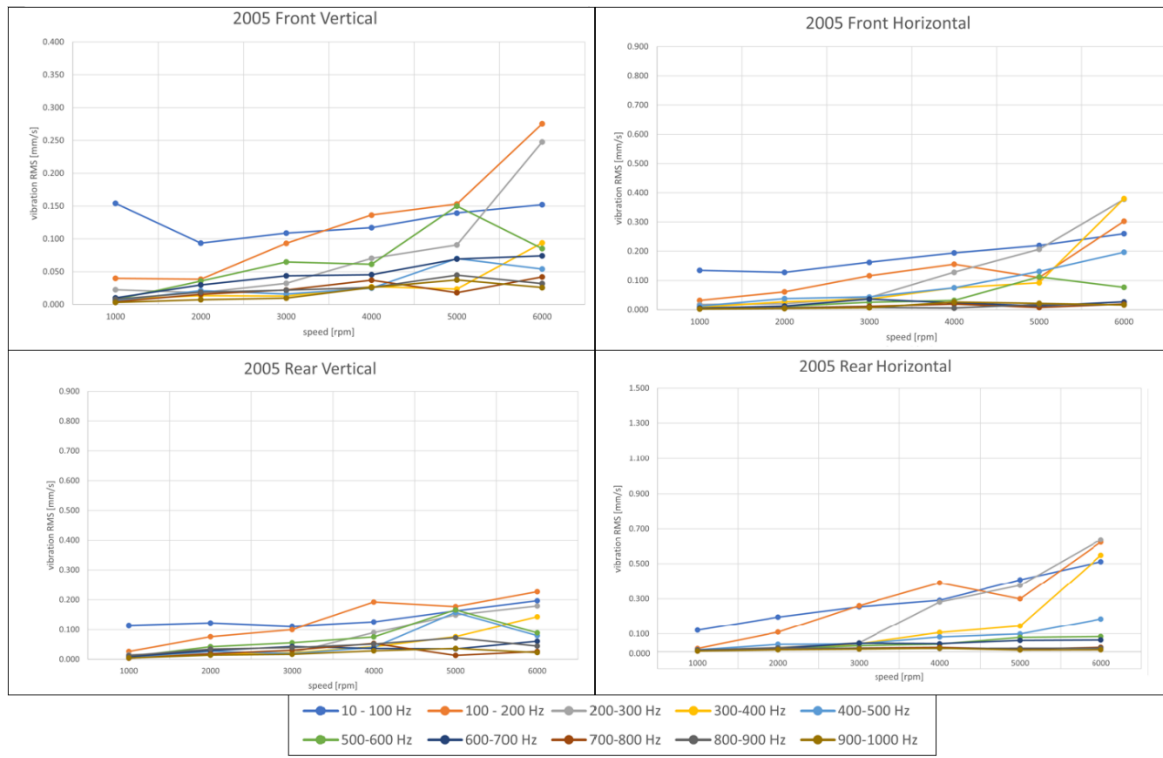 2005 Front Vertical
vibration RMS [mm/s]
0.400
0.350
0.300
0.250
0.200
0.150
0.100
0.050
0.000
1000 2000 3000 4000 5000 6000
speed [rpm]
2005 Front Horizontal
vibration RMS [mm/s]
0.900
0.800
0.700
0.600
0.500
0.400
0.300
0.200
0.100
0.000
1000 2000 3000 4000 5000 6000
speed [rpm]
2005 Rear Vertical
vibration RMS [mm/s]
0.900
0.800
0.700
0.600
0.500
0.400
0.300
0.200
0.100
0.000
1000 2000 3000 4000 5000 6000
speed [rpm]
2005 Rear Horizontal
vibration RMS [mm/s]
1.500
1.300
1.100
0.900
0.700
0.500
0.300
0.100
0.000
1000 2000 3000 4000 5000 6000
speed [rpm]
10 - 100 Hz 100 - 200 Hz 200-300 Hz 300-400 Hz 400-500 Hz
500-600 Hz 600-700 Hz 700-800 Hz 800-900 Hz 900-1000 Hz